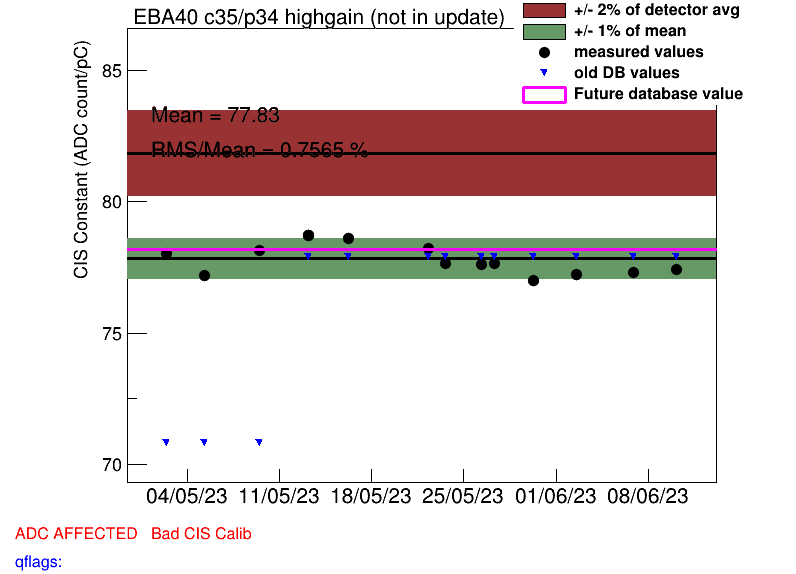 EBA40 c35/p34 highgain (not in update)
+/- 2% of detector avg
+/- 1% of mean
measured values
old DB values
Future database value
CIS Constant (ADC count/pC)
85
80
75
70
Mean = 77.83
RMS/Mean = 0.7565 %
04/05/23 11/05/23 18/05/23 25/05/23 01/06/23 08/06/23
ADC AFFECTED Bad CIS Calib
qflags: